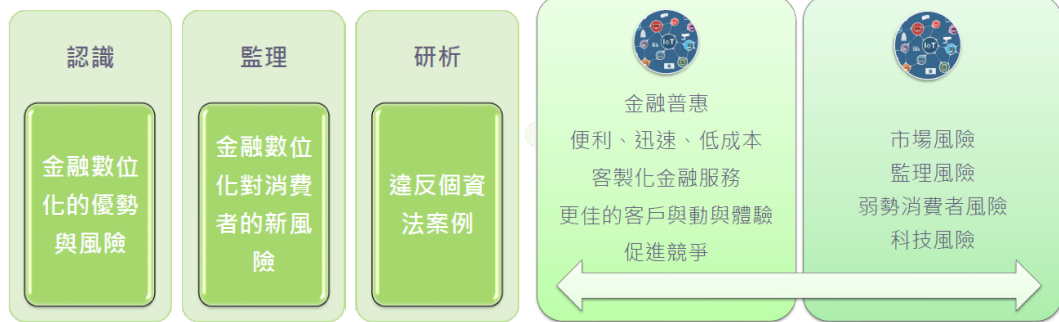 認識
金融數位
化的優勢
與風險
監理
金融數位
化對消費
者的新風
險
研析
違反個資
法案例
IoT
金融普惠
便利、迅速、低成本
客製化金融服務
更佳的客戶與動與體驗
促進競爭
IoT
市場風險
監理風險
弱勢消費者風險
科技風險